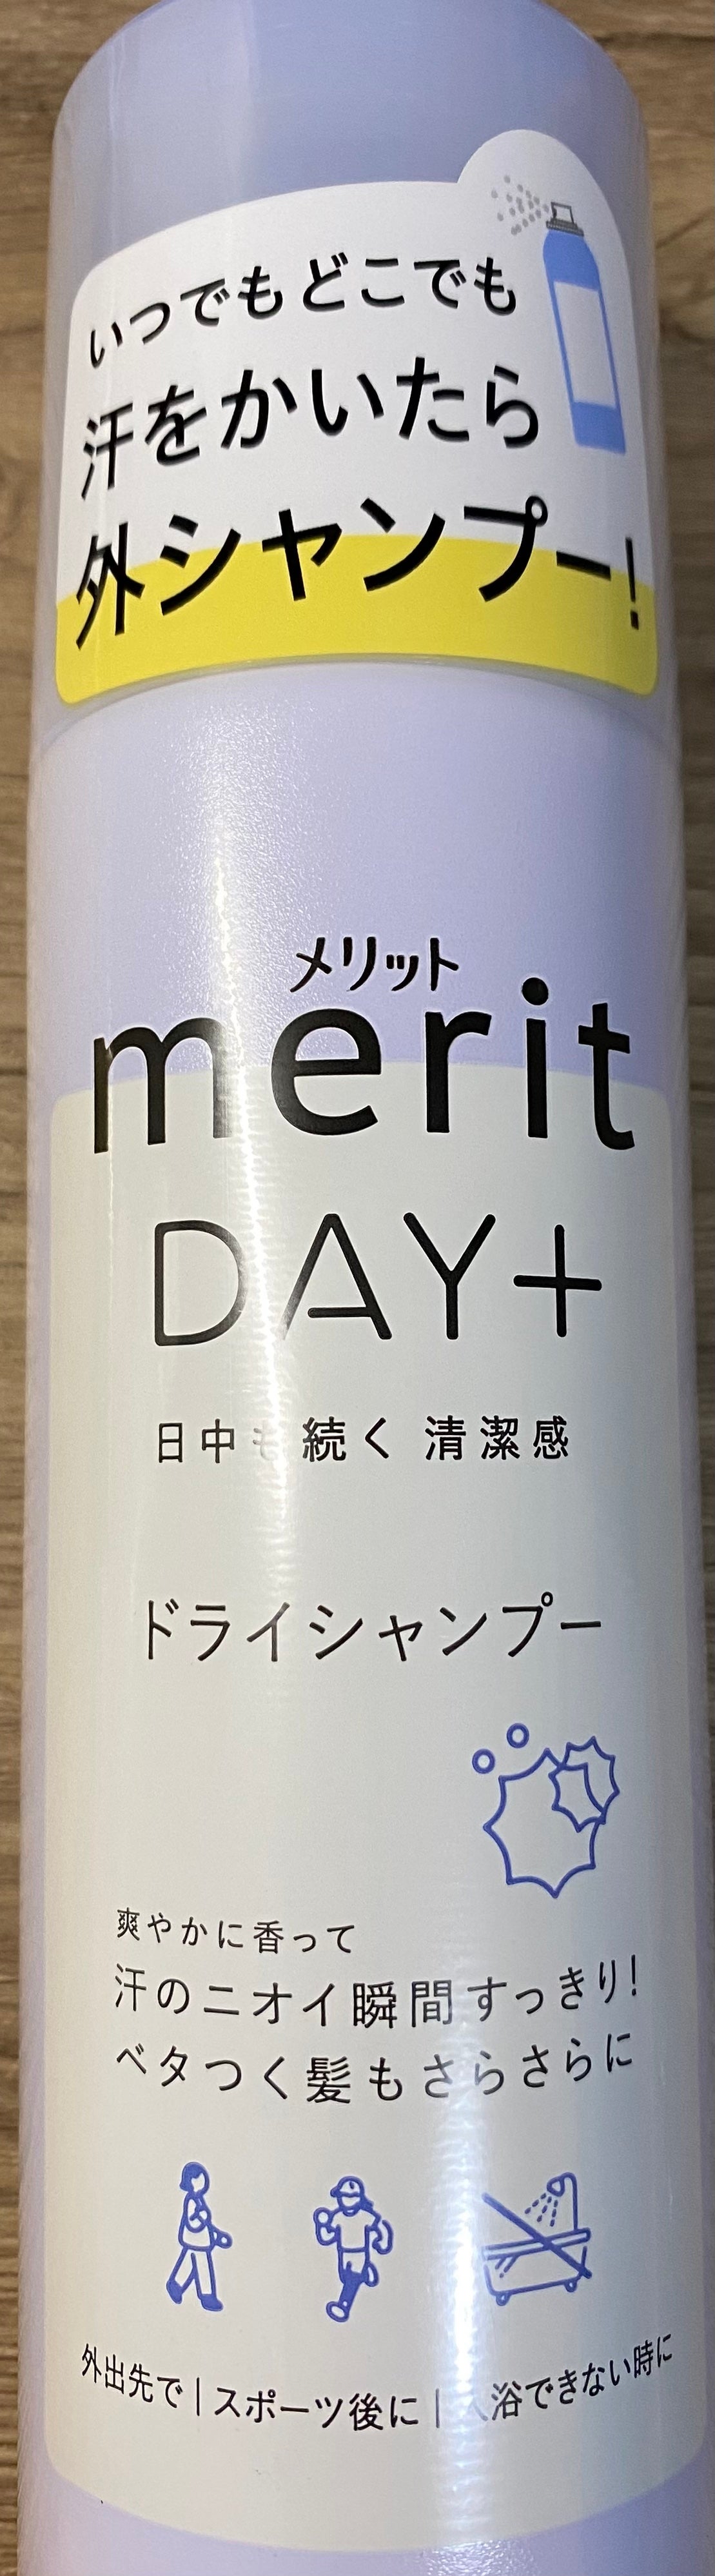 いつでもどこでも
汗をかいたら
外シャンプー!
メリット
merit
DAY+
日中も続く 清潔感
ドライシャンプー
爽やかに香って
汗のニオイ瞬間すっきり!
ベタつく髪もさらさらに
外出先で|スポーツ後に|入浴できない時に